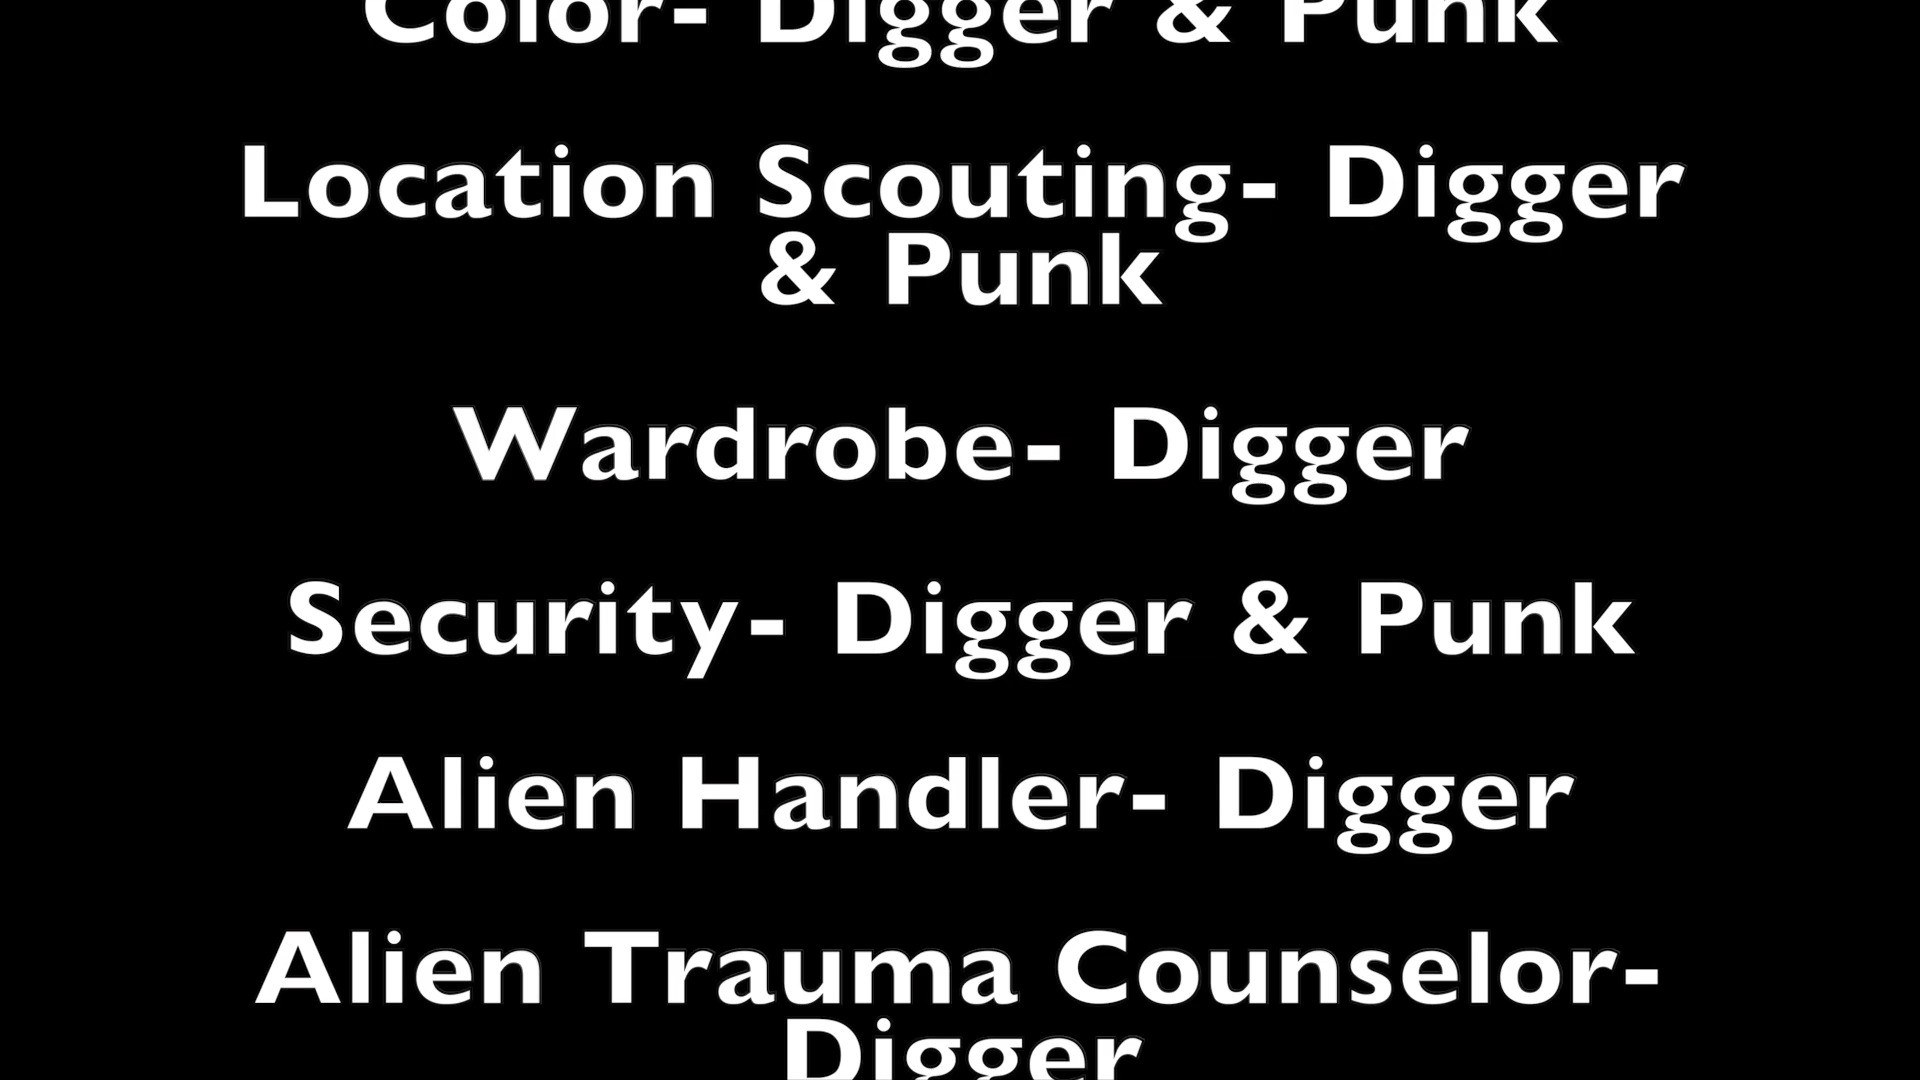 Color- Digger & Punk
Location Scouting- Digger
& Punk
Wardrobe- Digger
Security- Digger & Punk
Alien Handler- Digger
Alien Trauma Counselor-
Digger